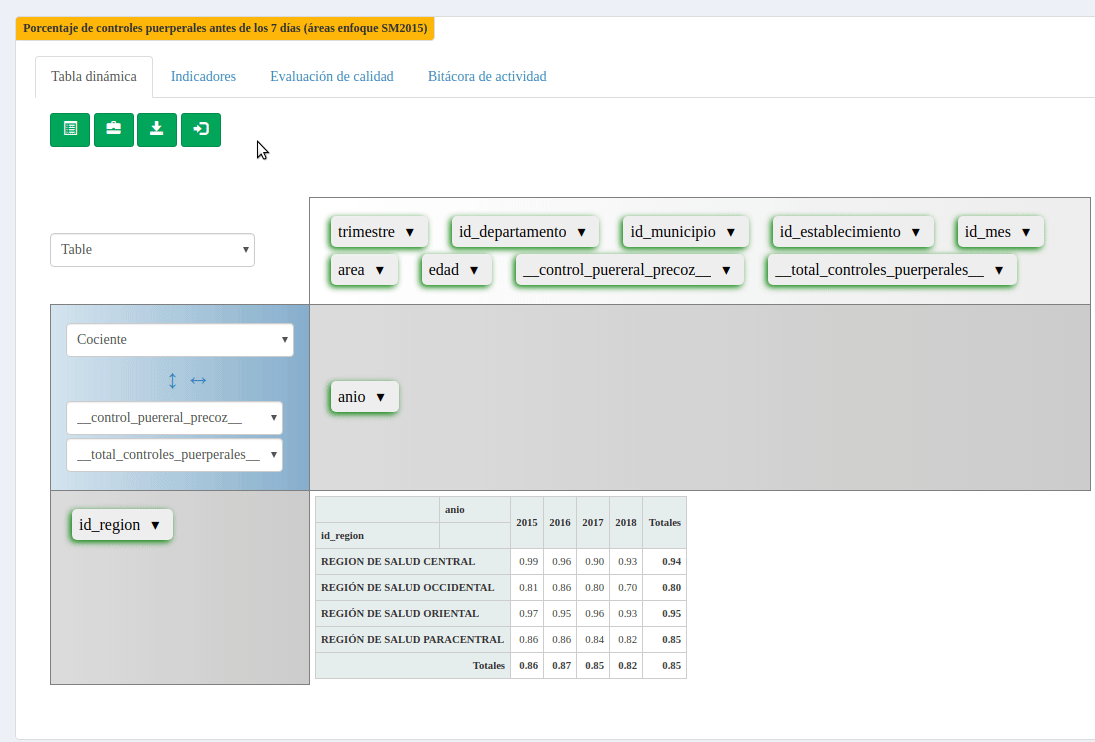 Porcentaje de controles puerperales antes de los 7 días (áreas enfoque SM2015)
Tabla dinámica Indicadores Evaluación de calidad Bitácora de actividad
trimestre ▼ id_departamento ▼ id_municipio ▼ id_establecimiento ▼ id_mes ▼
Table ▾
area ▼ edad ▼ __control_puereral_precoz__ ▼ __total_controles_puerperales__ ▼
Cociente ▾
↕ ↔
anio ▼
__control_puereral_precoz__ ▾
__total_controles_puerperales__ ▾
id_region ▼
anio 2015 2016 2017 2018 Totales
id_region
REGION DE SALUD CENTRAL 0.99 0.96 0.90 0.93 0.94
REGIÓN DE SALUD OCCIDENTAL 0.81 0.86 0.80 0.70 0.80
REGIÓN DE SALUD ORIENTAL 0.97 0.95 0.96 0.93 0.95
REGIÓN DE SALUD PARACENTRAL 0.86 0.86 0.84 0.82 0.85
Totales 0.86 0.87 0.85 0.82 0.85